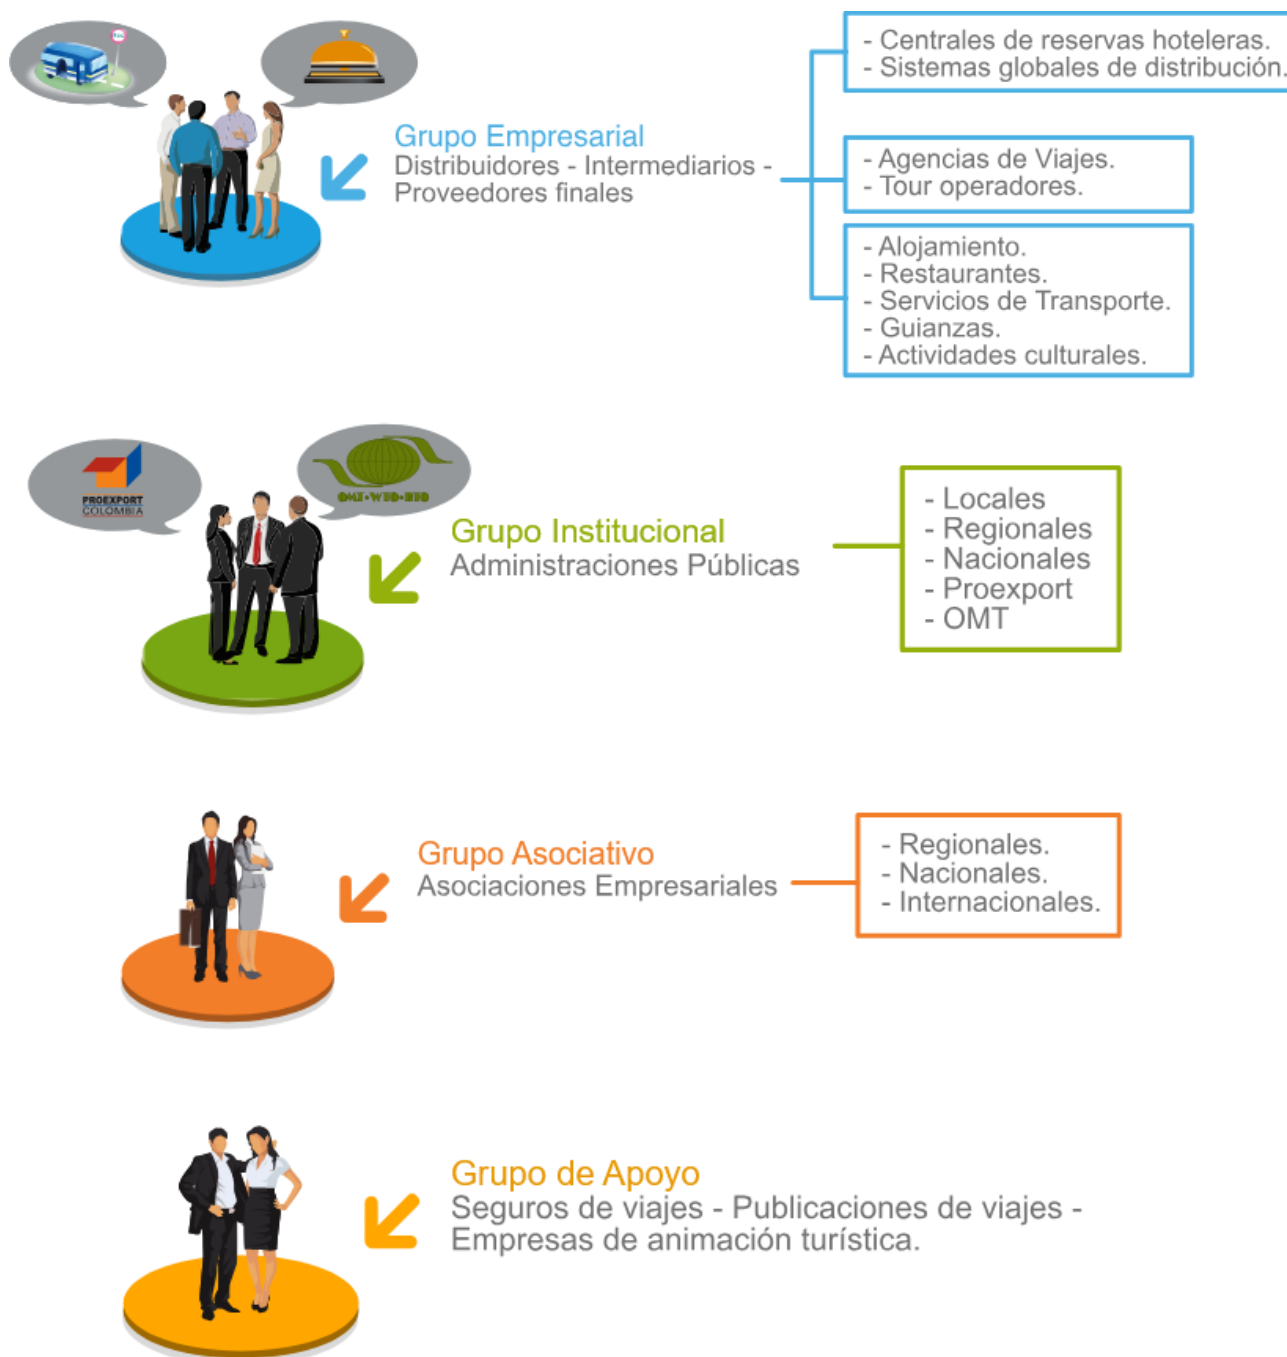 Grupo Empresarial
Distribuidores - Intermediarios -
Proveedores finales
- Centrales de reservas hoteleras.
- Sistemas globales de distribución.
- Agencias de Viajes.
- Tour operadores.
- Alojamiento.
- Restaurantes.
- Servicios de Transporte.
- Guianzas.
- Actividades culturales.
PROEXPORT
COLOMBIA
OMT•WTO•BTO
Grupo Institucional
Administraciones Públicas
- Locales
- Regionales
- Nacionales
- Proexport
- OMT
Grupo Asociativo
Asociaciones Empresariales
- Regionales.
- Nacionales.
- Internacionales.
Grupo de Apoyo
Seguros de viajes - Publicaciones de viajes -
Empresas de animación turística.